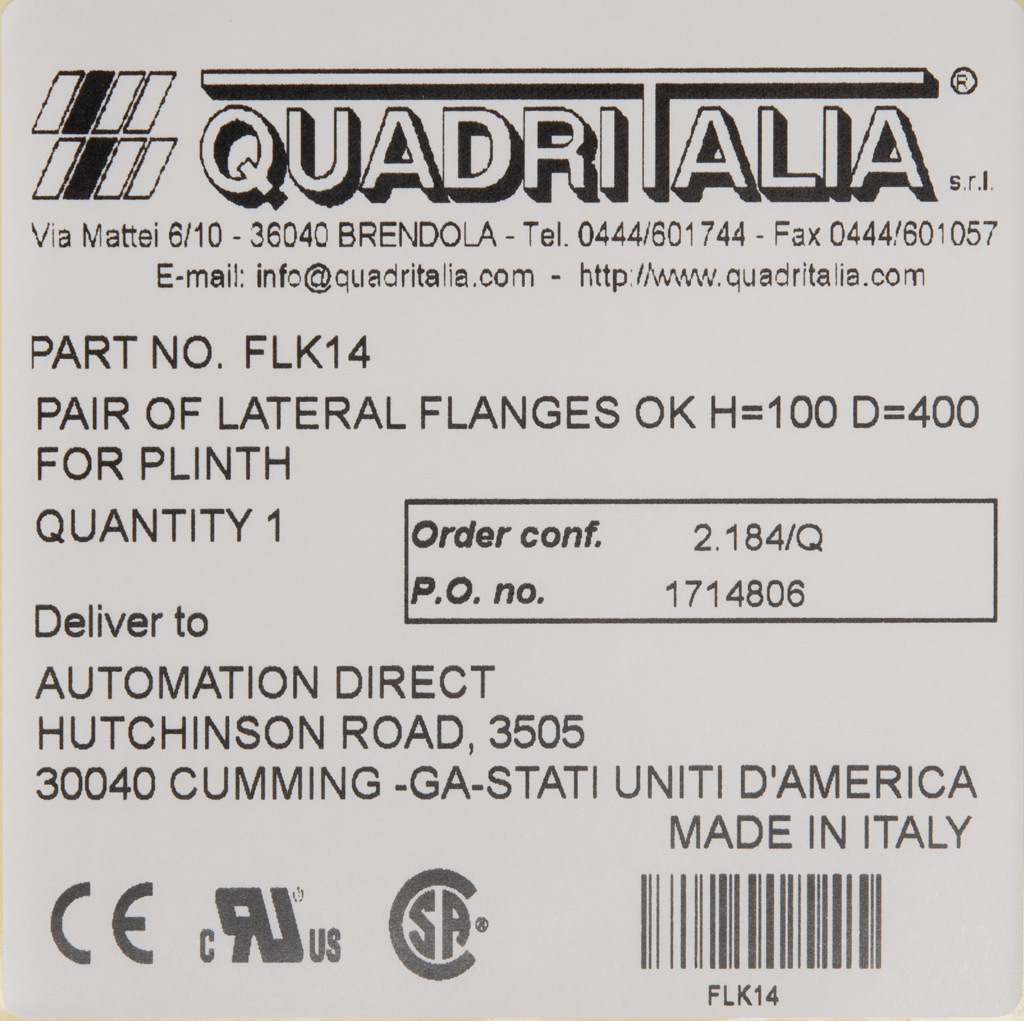 QUADRITALIA® s.r.l.
Via Mattei 6/10 - 36040 BRENDOLA - Tel. 0444/601744 - Fax 0444/601057
E-mail: info@quadritalia.com - http://www.quadritalia.com
PART NO. FLK14
PAIR OF LATERAL FLANGES OK H=100 D=400
FOR PLINTH
QUANTITY 1
Order conf. 2.184/Q
P.O. no. 1714806
Deliver to
AUTOMATION DIRECT
HUTCHINSON ROAD, 3505
30040 CUMMING -GA-STATI UNITI D'AMERICA
MADE IN ITALY
CE C RU US SA®
FLK14